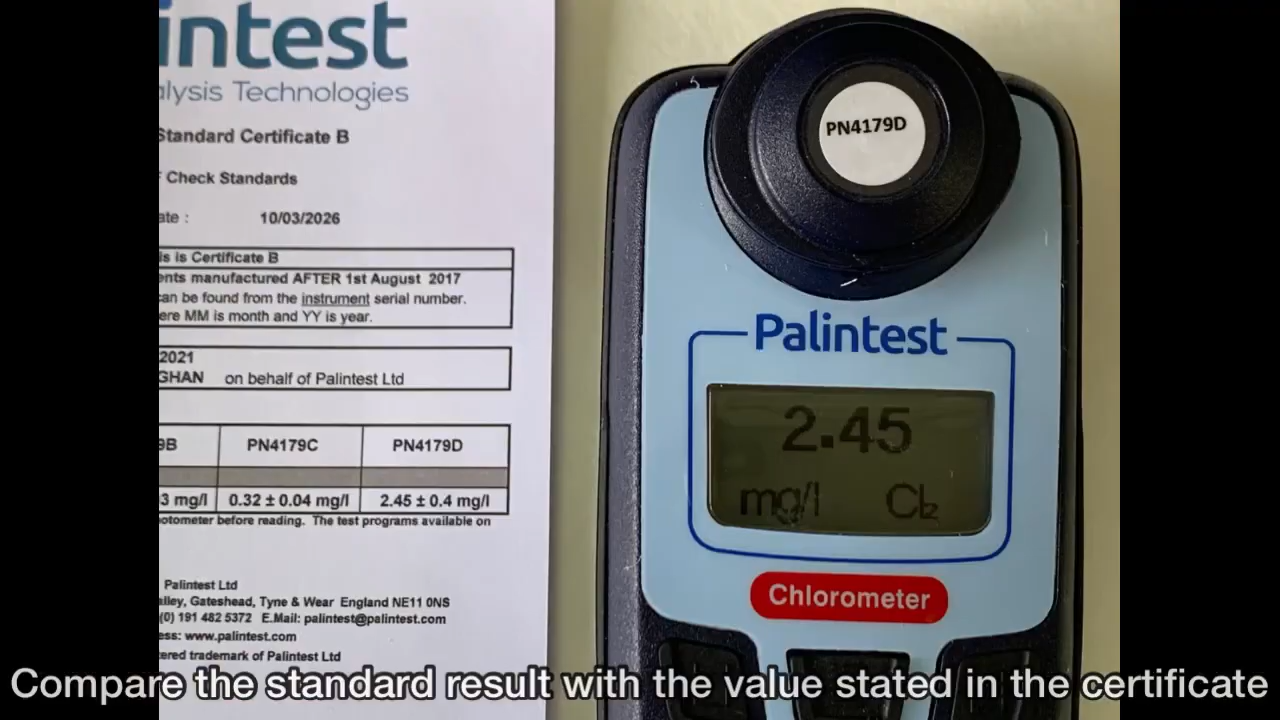 intest
alysis Technologies
Standard Certificate B
Check Standards
ate : 10/03/2026
is is Certificate B
ents manufactured AFTER 1st August 2017
can be found from the instrument serial number.
ere MM is month and YY is year.
2021
GHAN on behalf of Palintest Ltd
9B PN4179C PN4179D
3 mg/l 0.32 ± 0.04 mg/l 2.45 ± 0.4 mg/l
otometer before reading. The test programs available on
Palintest Ltd
alley, Gateshead, Tyne & Wear England NE11 0NS
(0) 191 482 5372 E.Mail: palintest@palintest.com
ess: www.palintest.com
ered trademark of Palintest Ltd
PN4179D
Palintest
2.45
mg/l Cl2
Chlorometer
Compare the standard result with the value stated in the certificate